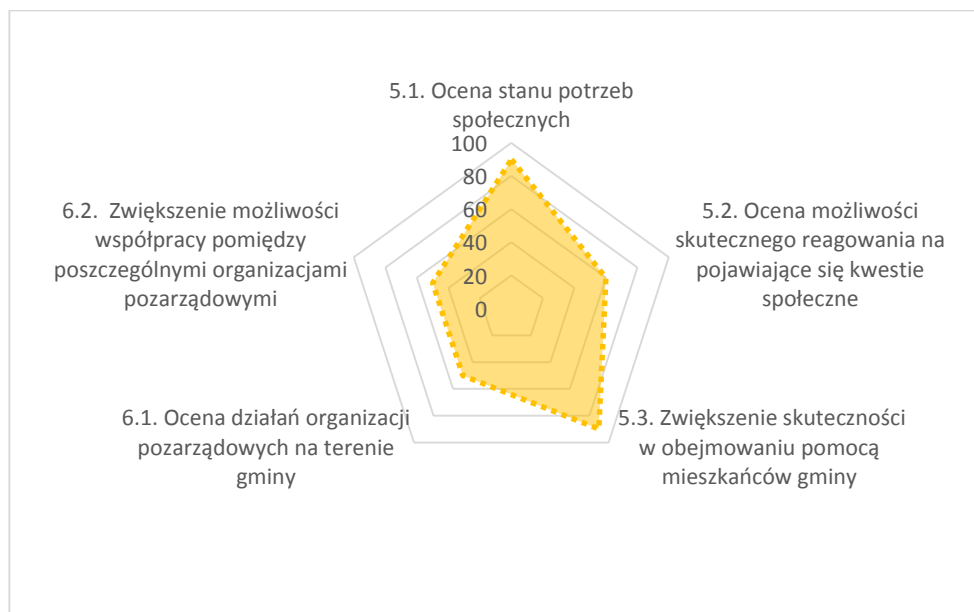 5.1. Ocena stanu potrzeb
społecznych
100
80
60
40
20
0
5.2. Ocena możliwości
skutecznego reagowania na
pojawiające się kwestie
społeczne
5.3. Zwiększenie skuteczności
w obejmowaniu pomocą
mieszkańców gminy
6.1. Ocena działań organizacji
pozarządowych na terenie
gminy
6.2. Zwiększenie możliwości
współpracy pomiędzy
poszczególnymi organizacjami
pozarządowymi